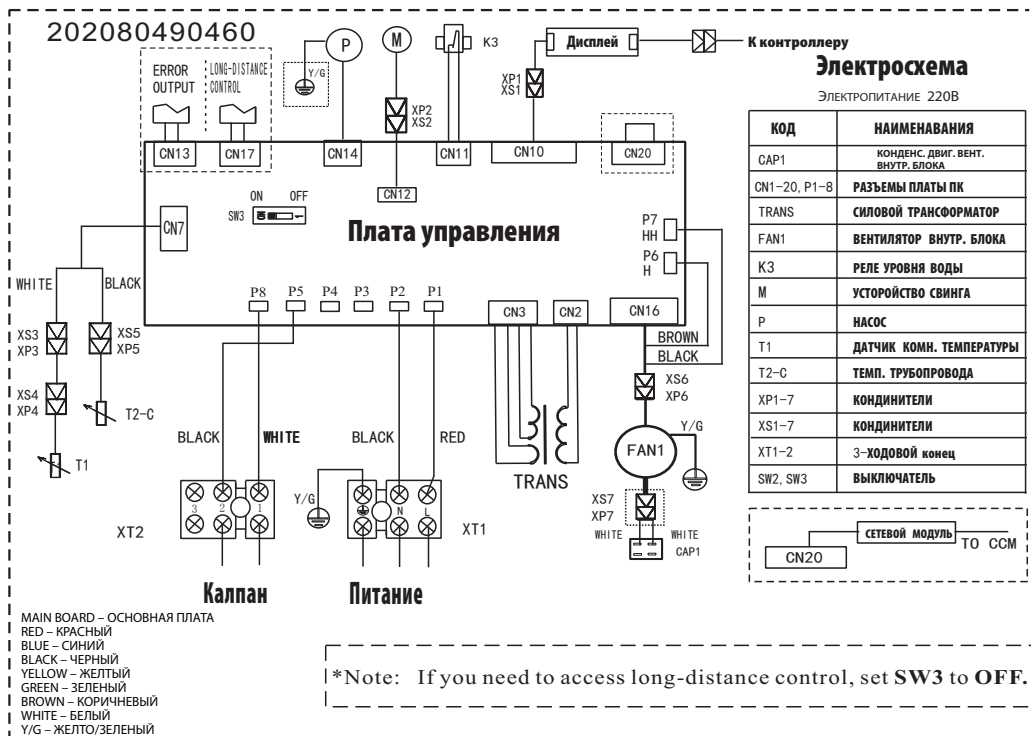 202080490460
ERROR OUTPUT
LONG-DISTANCE CONTROL
P
Y/G
M
K3
XP2
XS2
XP1
XS1
Дисплей
К контроллеру
Электросхема
Электропитание 220В
КОД НАИМЕНАВАНИЯ
CAP1 КОНДЕНС. ДВИГ. ВЕНТ. ВНУТР. БЛОКА
CN1-20, P1-8 РАЗЪЕМЫ ПЛАТЫ ПК
TRANS СИЛОВОЙ ТРАНСФОРМАТОР
FAN1 ВЕНТИЛЯТОР ВНУТР. БЛОКА
K3 РЕЛЕ УРОВНЯ ВОДЫ
M УСТОРОЙСТВО СВИНГА
P НАСОС
T1 ДАТЧИК КОМН. ТЕМПЕРАТУРЫ
T2-C ТЕМП. ТРУБОПРОВОДА
XP1-7 КОНДИНИТЕЛИ
XS1-7 КОНДИНИТЕЛИ
XT1-2 3-ХОДОВОЙ конец
SW2, SW3 ВЫКЛЮЧАТЕЛЬ
CN13
CN17
CN14
CN11
CN10
CN20
CN12
ON OFF
SW3
ON
1
CN7
Плата управления
P7
HH
P6
H
P8 P5 P4 P3 P2 P1
CN3
CN2
CN16
BROWN
BLACK
WHITE
BLACK
XS3
XP3
XS5
XP5
XS4
XP4
T2-C
T1
XS6
XP6
BLACK
WHITE
BLACK
RED
TRANS
FAN1
Y/G
Y/G
3 2 1
XT2
N L
XT1
XS7
XP7
WHITE
WHITE
CAP1
Калпан
Питание
СЕТЕВОЙ МОДУЛЬ
TO CCM
CN20
MAIN BOARD – ОСНОВНАЯ ПЛАТА
RED – КРАСНЫЙ
BLUE – СИНИЙ
BLACK – ЧЕРНЫЙ
YELLOW – ЖЕЛТЫЙ
GREEN – ЗЕЛЕНЫЙ
BROWN – КОРИЧНЕВЫЙ
WHITE – БЕЛЫЙ
Y/G – ЖЕЛТО/ЗЕЛЕНЫЙ
*Note: If you need to access long-distance control, set SW3 to OFF.